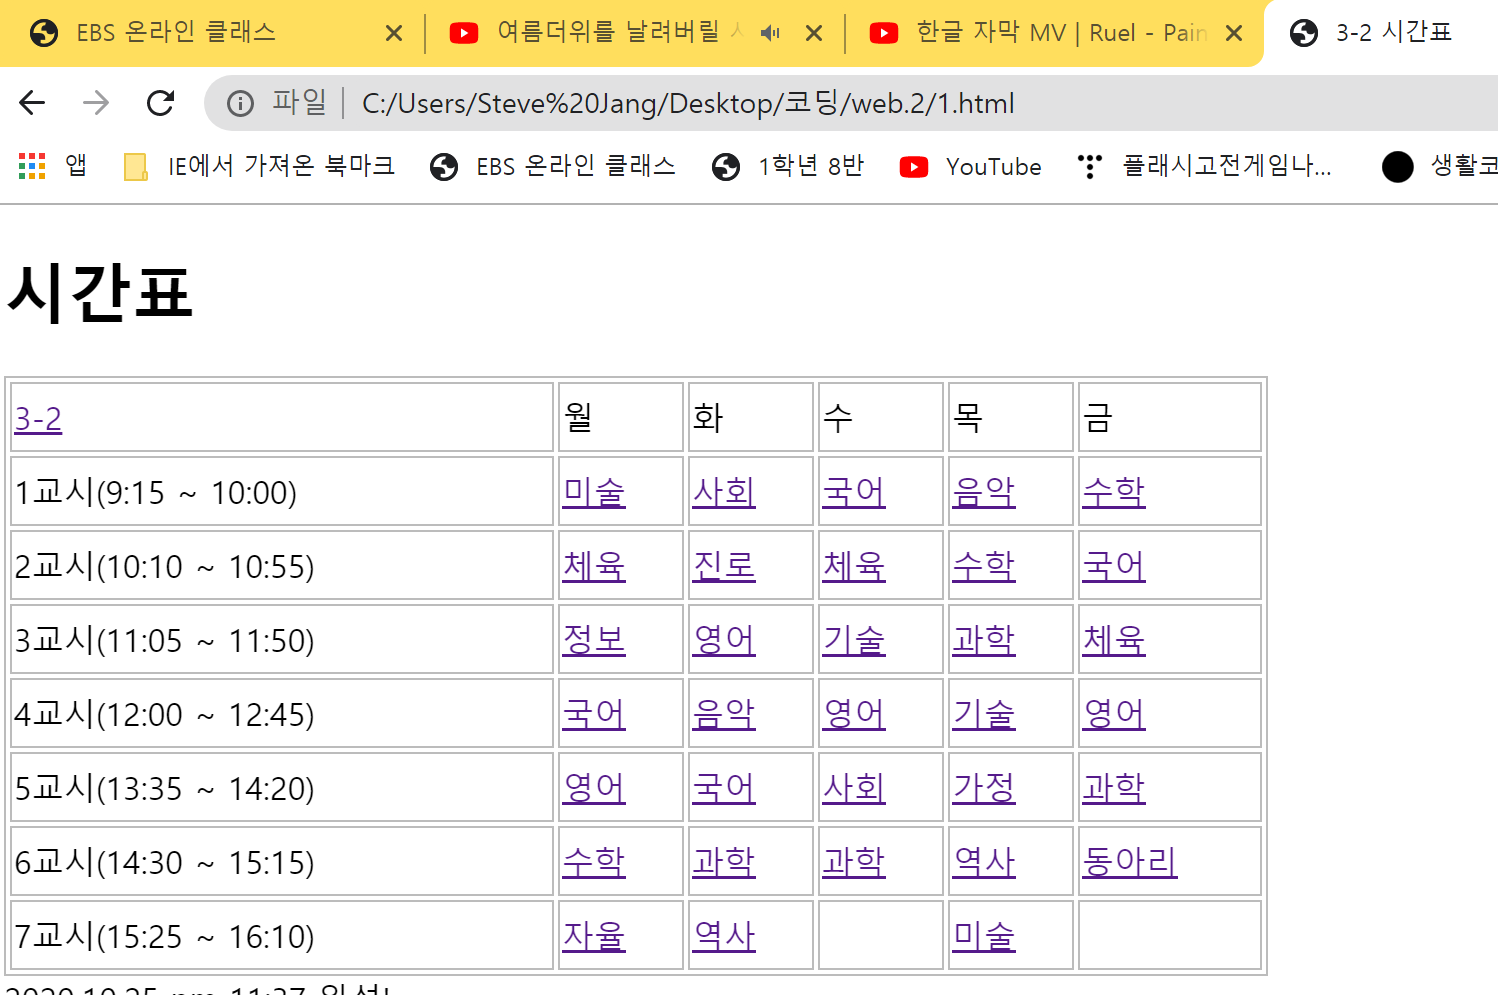 EBS 온라인 클래스 여름더위를 날려버릴 한글 자막 MV | Ruel - Pain 3-2 시간표
파일 C:/Users/Steve%20Jang/Desktop/코딩/web.2/1.html
앱 IE에서 가져온 북마크 EBS 온라인 클래스 1학년 8반 YouTube 플래시고전게임나... 생활코
시간표
3-2 월 화 수 목 금
1교시(9:15 ~ 10:00) 미술 사회 국어 음악 수학
2교시(10:10 ~ 10:55) 체육 진로 체육 수학 국어
3교시(11:05 ~ 11:50) 정보 영어 기술 과학 체육
4교시(12:00 ~ 12:45) 국어 음악 영어 기술 영어
5교시(13:35 ~ 14:20) 영어 국어 사회 가정 과학
6교시(14:30 ~ 15:15) 수학 과학 과학 역사 동아리
7교시(15:25 ~ 16:10) 자율 역사 미술
2020.10.25 pm 11:27